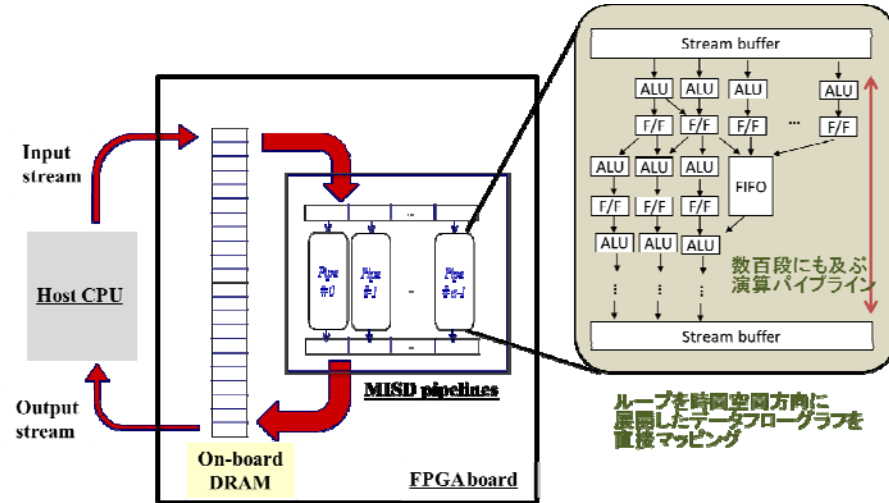 Input
stream
Host CPU
Output
stream
On-board
DRAM
...
Pipe
#0
Pipe
#1
...
Pipe
#n-1
...
MISD pipelines
FPGAboard
Stream buffer
ALU ALU ALU ALU
F/F F/F F/F ... F/F
ALU ALU ALU
FIFO
F/F F/F F/F
ALU ALU ALU
数百段にも及ぶ
演算パイプライン
Stream buffer
ループを時間空間方向に
展開したデータフローグラフを
直接マッピング